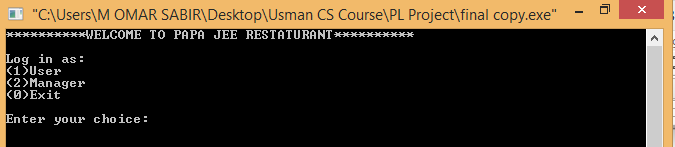 "C:\Users\M OMAR SABIR\Desktop\Usman CS Course\PL Project\final copy.exe"
**********WELCOME TO PAPA JEE RESTATURANT**********
Log in as:
(1)User
(2)Manager
(0)Exit
Enter your choice: